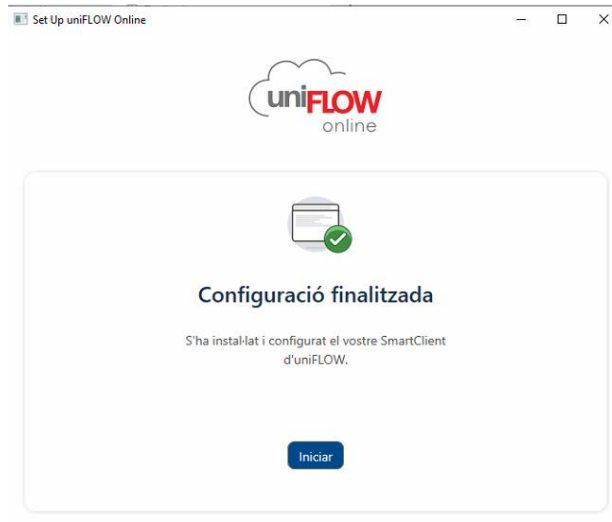 Set Up uniFLOW Online
uniFLOW
online
Configuració finalitzada
S'ha instal·lat i configurat el vostre SmartClient
d'uniFLOW.
Iniciar